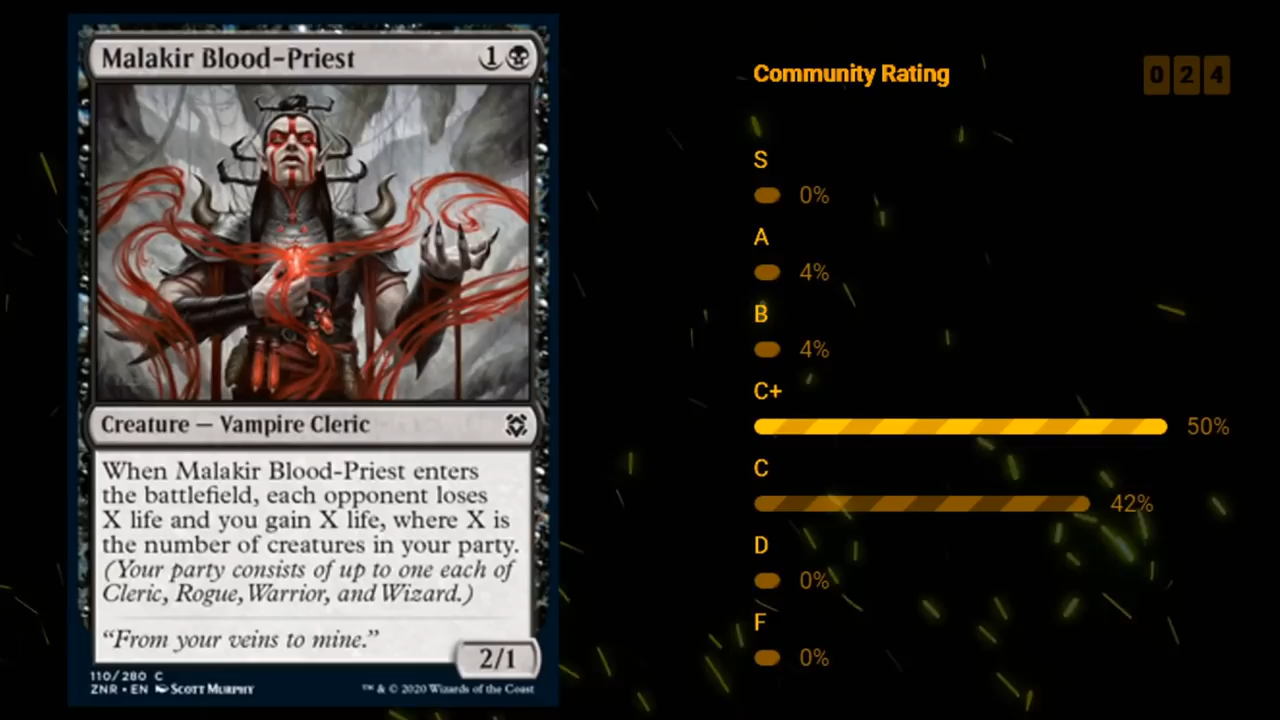 Malakir Blood-Priest 1
Creature — Vampire Cleric
When Malakir Blood-Priest enters
the battlefield, each opponent loses
X life and you gain X life, where X is
the number of creatures in your party.
(Your party consists of up to one each of
Cleric, Rogue, Warrior, and Wizard.)
“From your veins to mine.”
2/1
110/280 C
ZNR • EN Scott Murphy
™ & © 2020 Wizards of the Coast
Community Rating
024
S
0%
A
4%
B
4%
C+
50%
C
42%
D
0%
F
0%